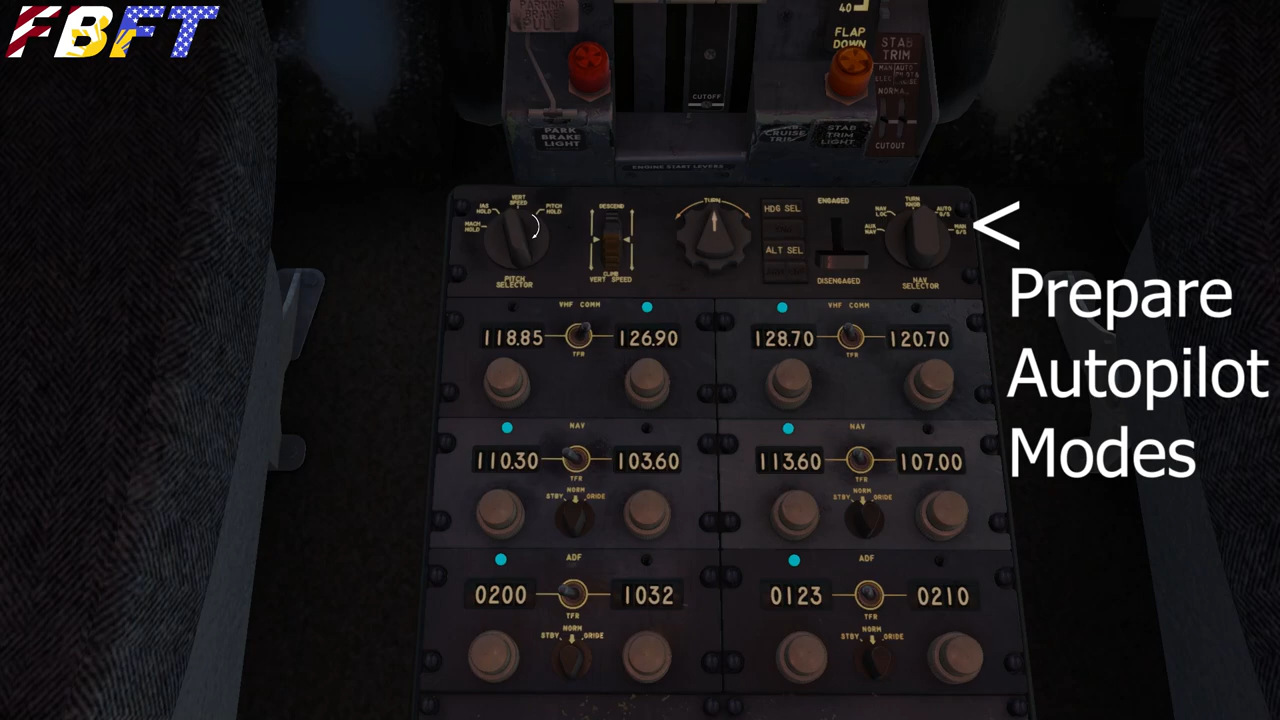 FBFT
PARKING
BRAKE
PULL
40
FLAP
DOWN
STAB
TRIM
NORMAL
CUTOFF
CUTOUT
PARK
BRAKE
LIGHT
CRUISE
TRIM
STAB
TRIM
LIGHT
ENGINE START LEVERS
MACH HOLD
IAS HOLD
VERT SPEED
PITCH HOLD
PITCH
SELECTOR
DESCEND
CLIMB
VERT SPEED
TURN
HDG SEL
ALT SEL
ENGAGED
DISENGAGED
AUX NAV
NAV LOC
TURN KNOB
AUTO G/S
MAN G/S
NAV
SELECTOR
<
Prepare
Autopilot
Modes
VHF COMM
118.85 126.90
TFR
VHF COMM
128.70 120.70
TFR
NAV
110.30 103.60
TFR
STBY NORM ORIDE
NAV
113.60 107.00
TFR
STBY NORM ORIDE
ADF
0200 1032
TFR
STBY NORM ORIDE
ADF
0123 0210
TFR
STBY NORM ORIDE